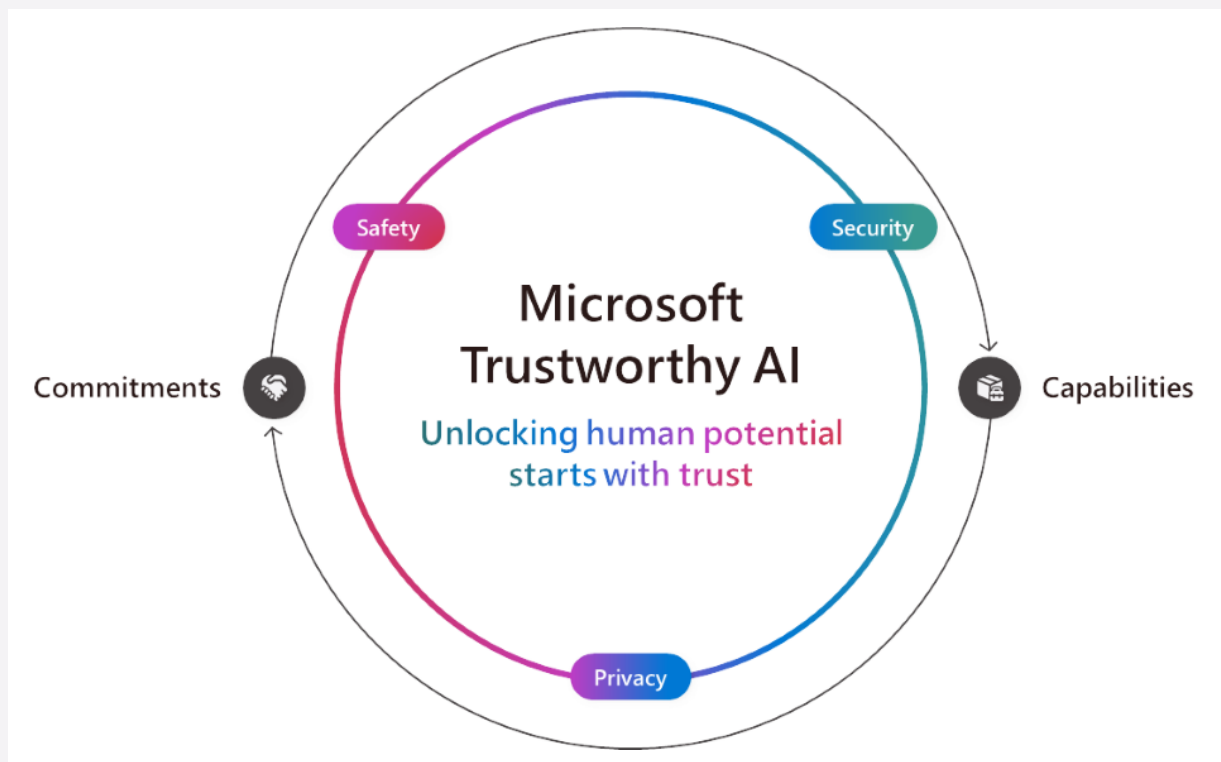 Safety
Security
Microsoft
Trustworthy AI
Unlocking human potential
starts with trust
Commitments
Capabilities
Privacy